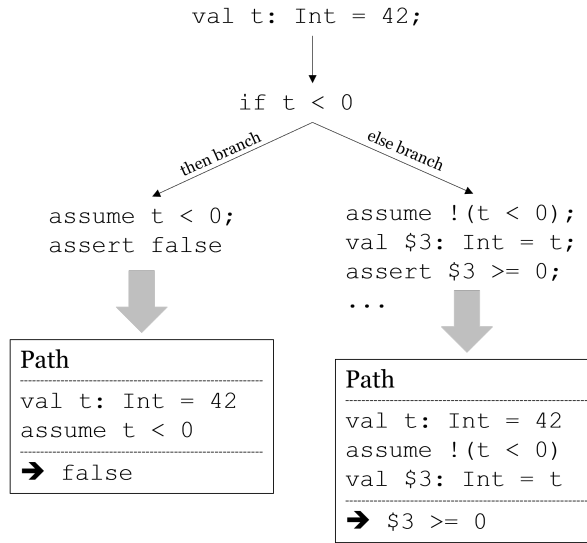 val t: Int = 42;
if t < 0
then branch
else branch
assume t < 0;
assert false
assume !(t < 0);
val $3: Int = t;
assert $3 >= 0;
...
Path
val t: Int = 42
assume t < 0
➔ false
Path
val t: Int = 42
assume !(t < 0)
val $3: Int = t
➔ $3 >= 0